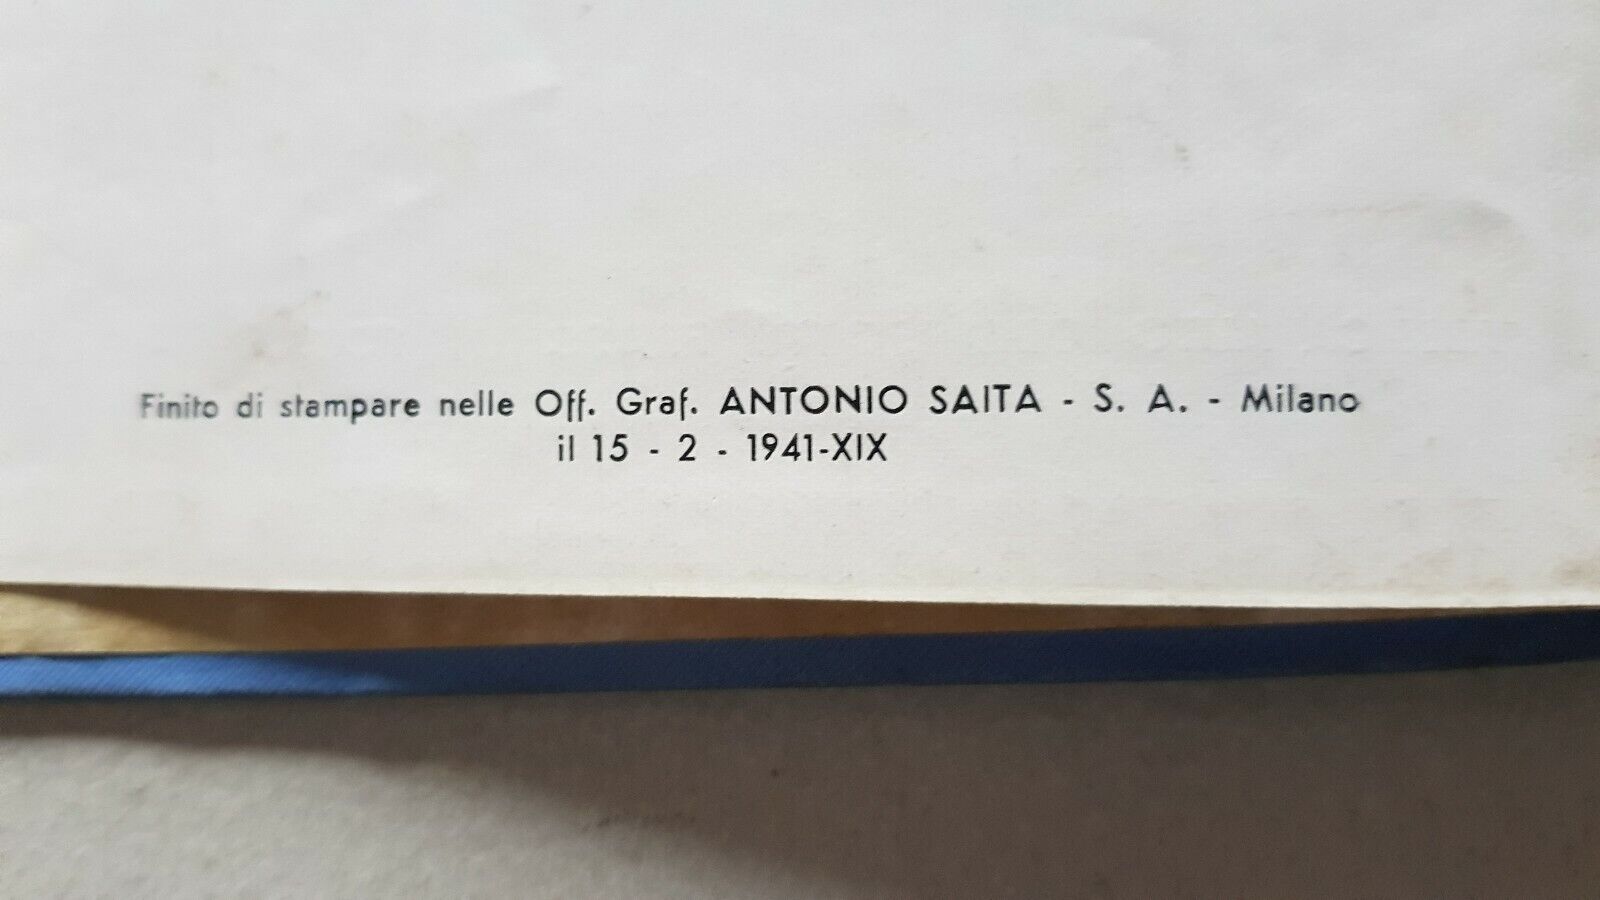 Finito di stampare nelle Off. Graf. ANTONIO SAITA - S. A. - Milano
il 15 - 2 - 1941-XIX